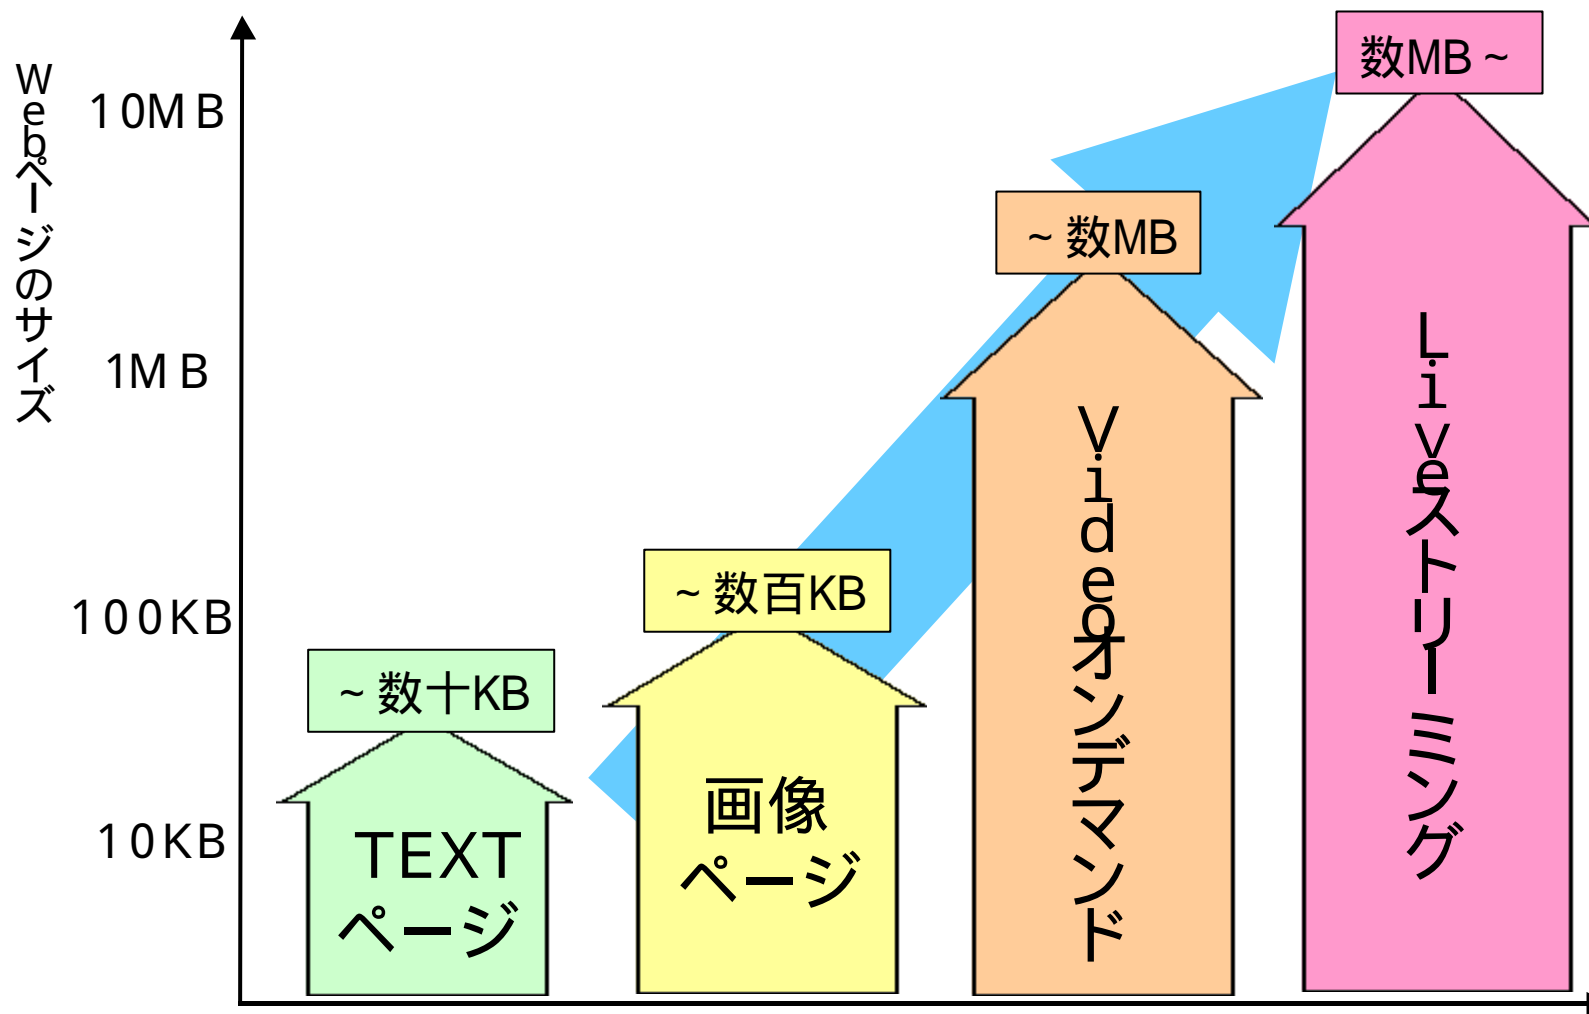 Webページのサイズ
10MB
1MB
100KB
10KB
~数十KB
TEXT
ページ
~数百KB
画像
ページ
~数MB
Videoオンデマンド
数MB~
Liveストリーミング